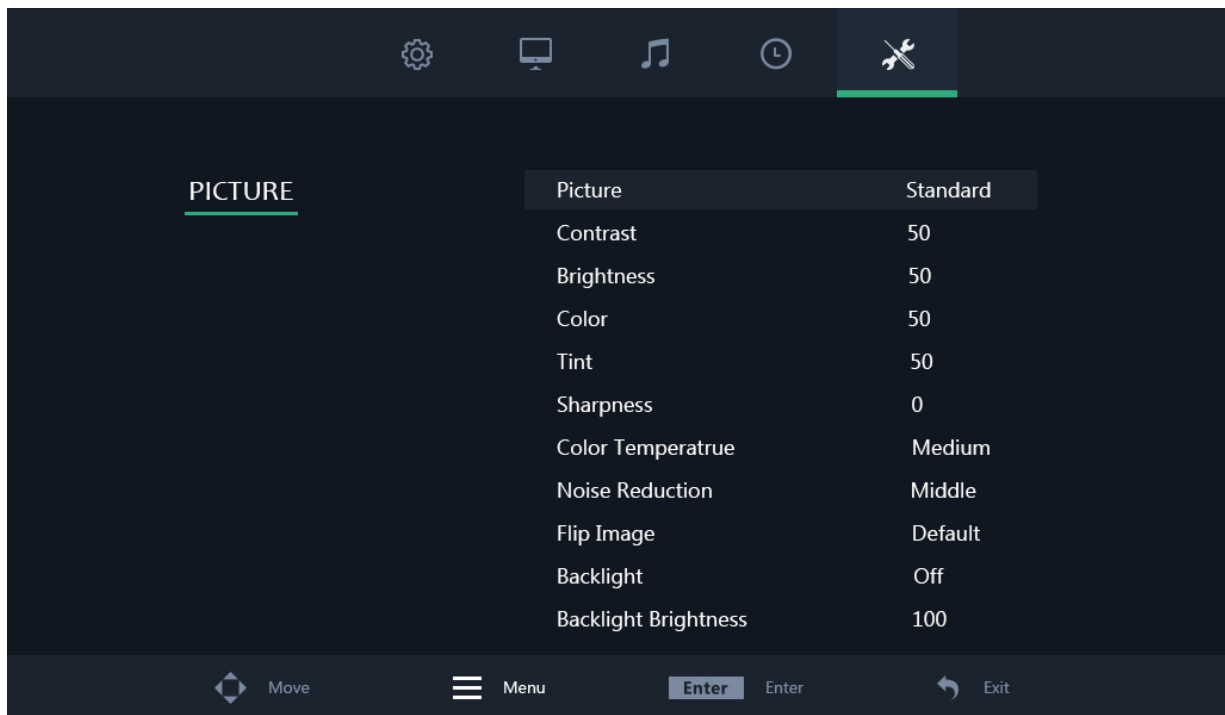 PICTURE
Picture Standard
Contrast 50
Brightness 50
Color 50
Tint 50
Sharpness 0
Color Temperatrue Medium
Noise Reduction Middle
Flip Image Default
Backlight Off
Backlight Brightness 100
Move Menu Enter Enter Exit